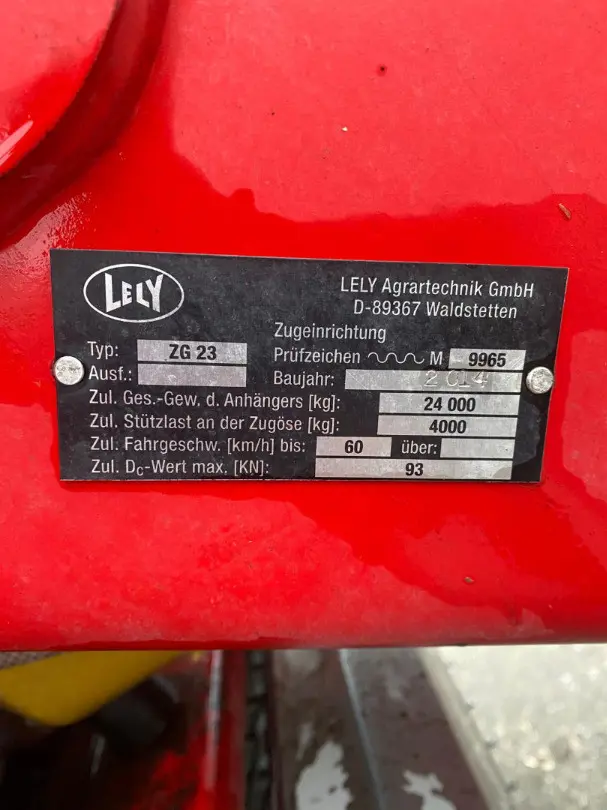 LELY
LELY Agrartechnik GmbH
D-89367 Waldstetten
Zugeinrichtung
Typ: ZG 23
Prüfzeichen M 9965
Ausf.:
Baujahr: 2014
Zul. Ges.-Gew. d. Anhängers [kg]: 24 000
Zul. Stützlast an der Zugöse [kg]: 4000
Zul. Fahrgeschw. [km/h] bis: 60 über:
Zul. Dc-Wert max. [KN]: 93